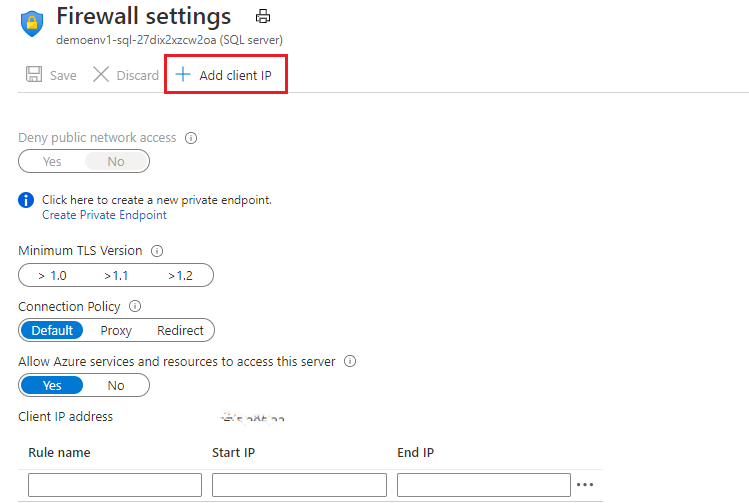 Firewall settings
demoenv1-sql-27dix2xzcw2oa (SQL server)
Save Discard Add client IP
Deny public network access
Yes No
Click here to create a new private endpoint.
Create Private Endpoint
Minimum TLS Version
> 1.0 >1.1 >1.2
Connection Policy
Default Proxy Redirect
Allow Azure services and resources to access this server
Yes No
Client IP address
Rule name Start IP End IP